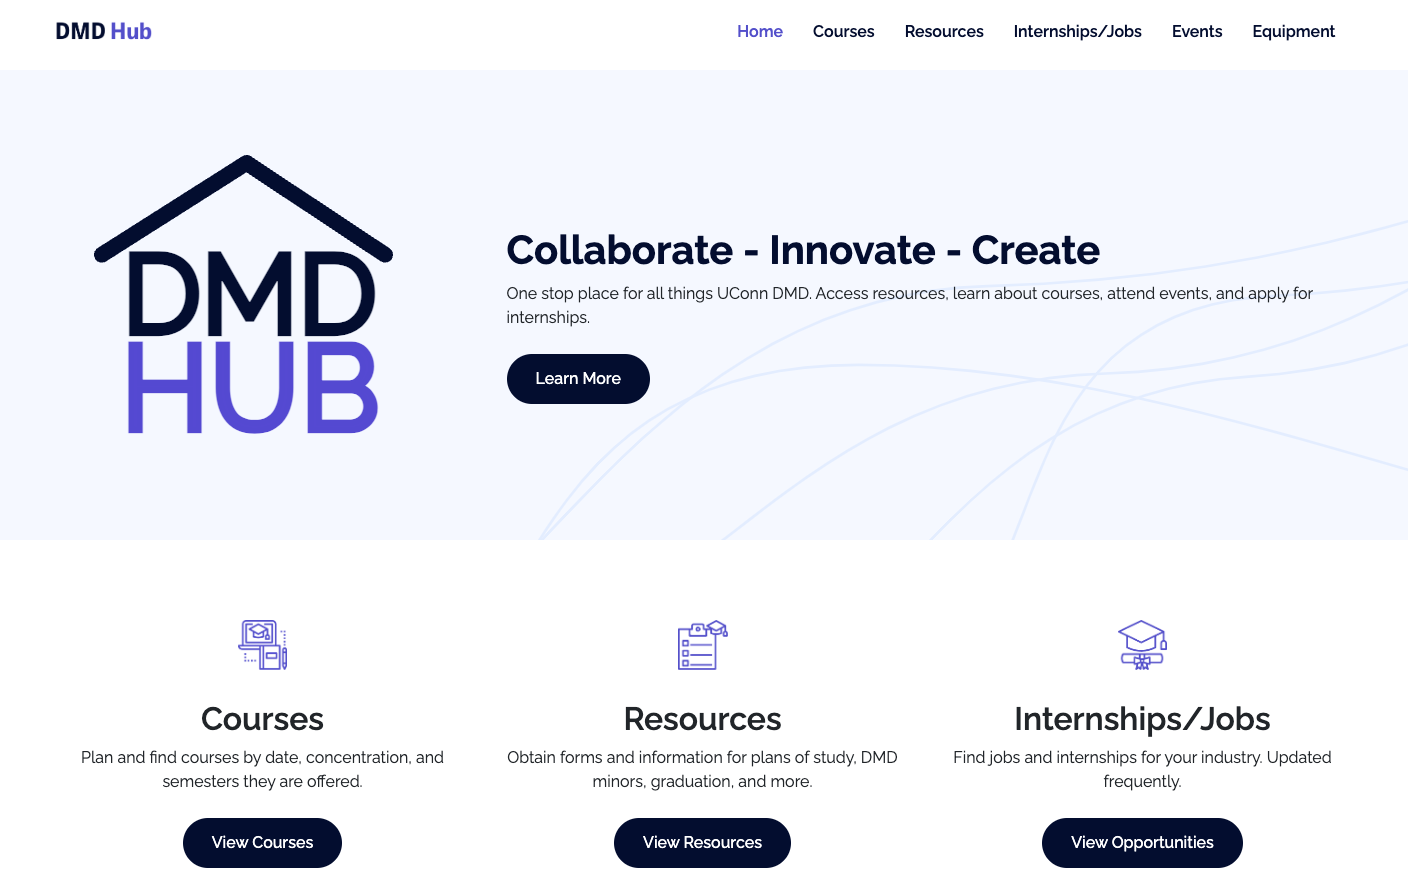 DMD Hub
Home Courses Resources Internships/Jobs Events Equipment
DMD
HUB
Collaborate - Innovate - Create
One stop place for all things UConn DMD. Access resources, learn about courses, attend events, and apply for
internships.
Learn More
Courses
Plan and find courses by date, concentration, and
semesters they are offered.
View Courses
Resources
Obtain forms and information for plans of study, DMD
minors, graduation, and more.
View Resources
Internships/Jobs
Find jobs and internships for your industry. Updated
frequently.
View Opportunities